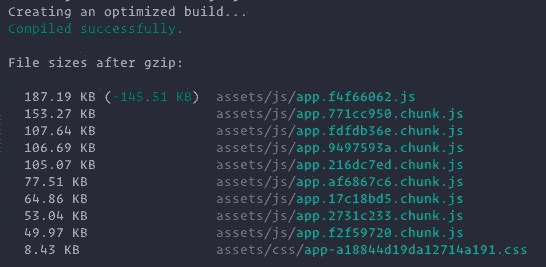 Creating an optimized build...
Compiled successfully.
File sizes after gzip:
187.19 KB (-145.51 KB) assets/js/app.f4f66062.js
153.27 KB assets/js/app.771cc950.chunk.js
107.64 KB assets/js/app.fdfdb36e.chunk.js
106.69 KB assets/js/app.9497593a.chunk.js
105.07 KB assets/js/app.216dc7ed.chunk.js
77.51 KB assets/js/app.af6867c6.chunk.js
64.86 KB assets/js/app.17c18bd5.chunk.js
53.04 KB assets/js/app.2731c233.chunk.js
49.97 KB assets/js/app.f2f59720.chunk.js
8.43 KB assets/css/app-a18844d19da12714a191.css